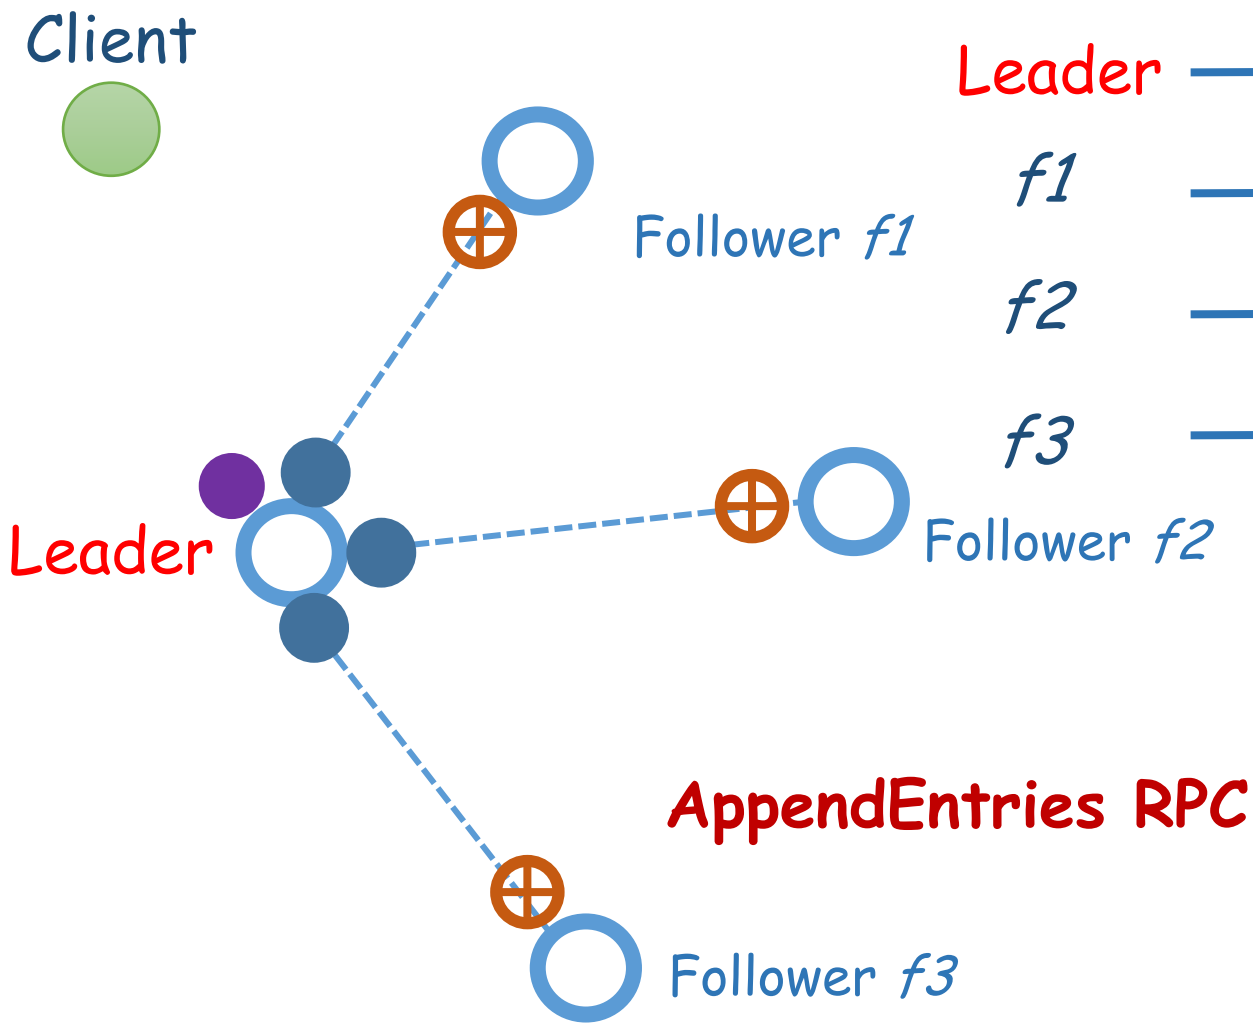 Client
Leader
f1
Follower f1
f2
f3
Leader
Follower f2
AppendEntries RPC
Follower f3